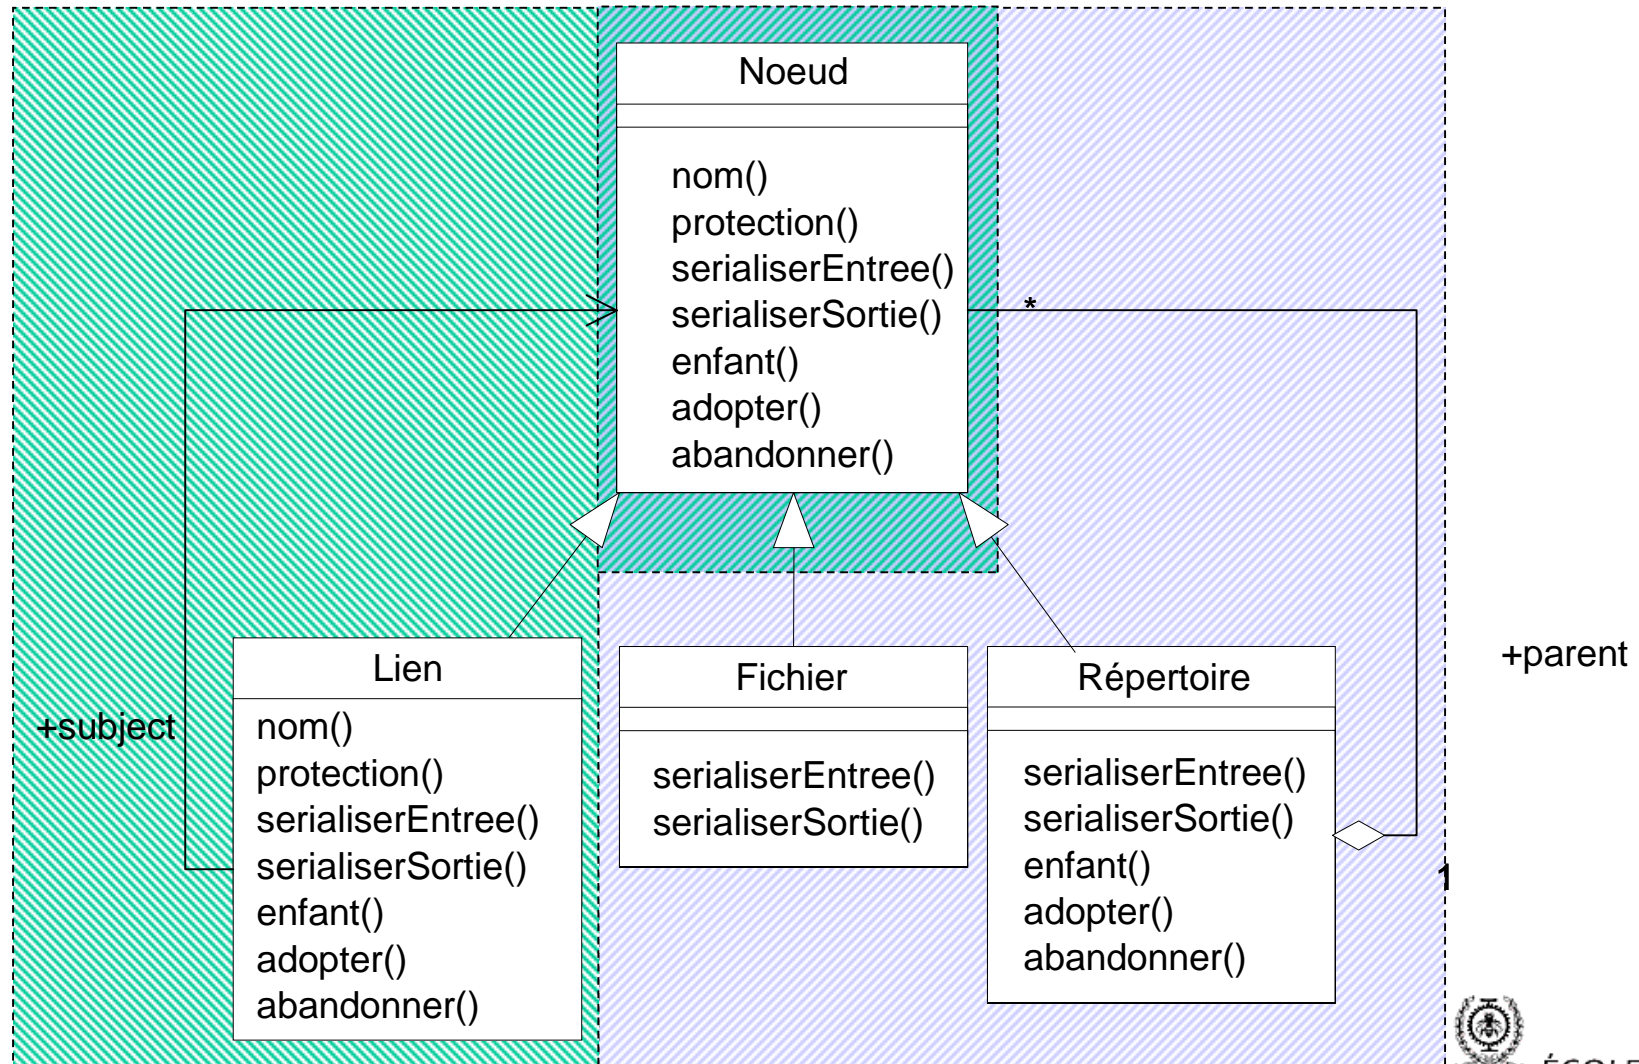 Noeud
nom()
protection()
serialiserEntree()
serialiserSortie()
enfant()
adopter()
abandonner()
*
+parent
+subject
Lien
nom()
protection()
serialiserEntree()
serialiserSortie()
enfant()
adopter()
abandonner()
Fichier
serialiserEntree()
serialiserSortie()
Répertoire
serialiserEntree()
serialiserSortie()
enfant()
adopter()
abandonner()
1